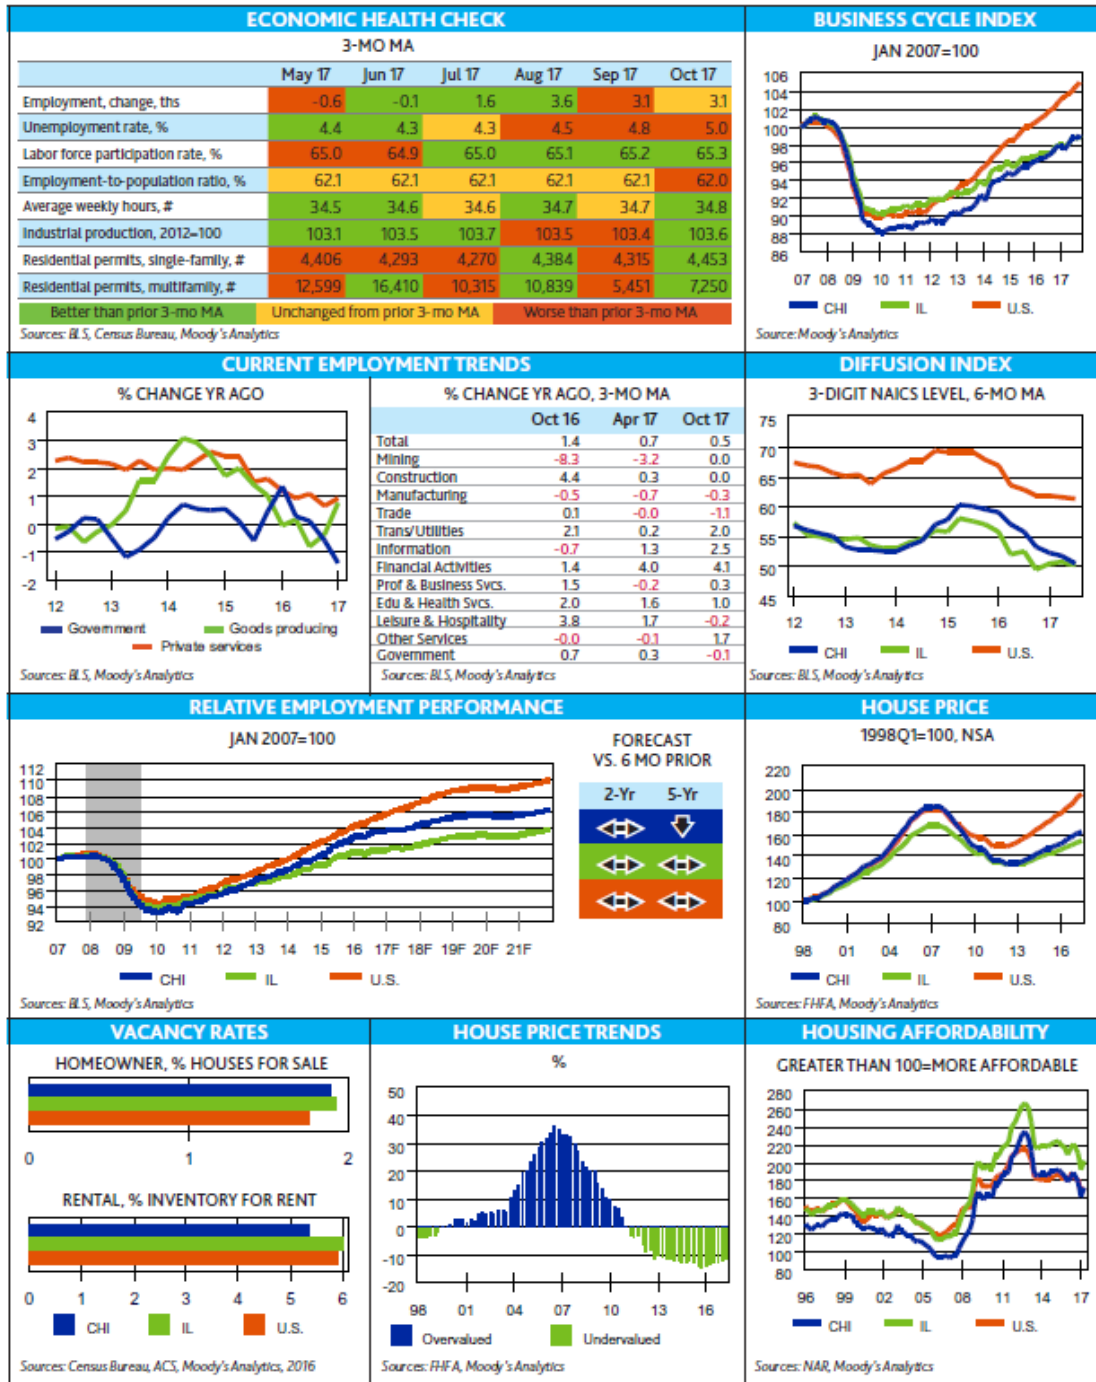 ECONOMIC HEALTH CHECK
3-MO MA
May 17 Jun 17 Jul 17 Aug 17 Sep 17 Oct 17
Employment, change, ths -0.6 -0.1 1.6 3.6 3.1 3.1
Unemployment rate, % 4.4 4.3 4.3 4.5 4.8 5.0
Labor force participation rate, % 65.0 64.9 65.0 65.1 65.2 65.3
Employment-to-population ratio, % 62.1 62.1 62.1 62.1 62.1 62.0
Average weekly hours, # 34.5 34.6 34.6 34.7 34.7 34.8
Industrial production, 2012=100 103.1 103.5 103.7 103.5 103.4 103.6
Residential permits, single-family, # 4,406 4,293 4,270 4,384 4,315 4,453
Residential permits, multifamily, # 12,599 16,410 10,315 10,839 5,451 7,250
Better than prior 3-mo MA Unchanged from prior 3-mo MA Worse than prior 3-mo MA
Sources: BLS, Census Bureau, Moody's Analytics
BUSINESS CYCLE INDEX
JAN 2007=100
106
104
102
100
98
96
94
92
90
88
86
07 08 09 10 11 12 13 14 15 16 17
CHI IL U.S.
Source: Moody's Analytics
CURRENT EMPLOYMENT TRENDS
% CHANGE YR AGO
4
3
2
1
0
-1
-2
12 13 14 15 16 17
Government Goods producing
Private services
Sources: BLS, Moody's Analytics
% CHANGE YR AGO, 3-MO MA
Oct 16 Apr 17 Oct 17
Total 1.4 0.7 0.5
Mining -8.3 -3.2 0.0
Construction 4.4 0.3 0.0
Manufacturing -0.5 -0.7 -0.3
Trade 0.1 -0.0 -1.1
Trans/Utilities 2.1 0.2 2.0
Information -0.7 1.3 2.5
Financial Activities 1.4 4.0 4.1
Prof & Business Svcs. 1.5 -0.2 0.3
Edu & Health Svcs. 2.0 1.6 1.0
Leisure & Hospitality 3.8 1.7 -0.2
Other Services -0.0 -0.1 1.7
Government 0.7 0.3 -0.1
Sources: BLS, Moody's Analytics
DIFFUSION INDEX
3-DIGIT NAICS LEVEL, 6-MO MA
75
70
65
60
55
50
45
12 13 14 15 16 17
CHI IL U.S.
Sources: BLS, Moody's Analytics
RELATIVE EMPLOYMENT PERFORMANCE
JAN 2007=100
112
110
108
106
104
102
100
98
96
94
92
07 08 09 10 11 12 13 14 15 16 17F 18F 19F 20F 21F
CHI IL U.S.
Sources: BLS, Moody's Analytics
FORECAST
VS. 6 MO PRIOR
2-Yr 5-Yr
HOUSE PRICE
1998Q1=100, NSA
220
200
180
160
140
120
100
80
98 01 04 07 10 13 16
CHI IL U.S.
Sources: FHFA, Moody's Analytics
VACANCY RATES
HOMEOWNER, % HOUSES FOR SALE
0 1 2
RENTAL, % INVENTORY FOR RENT
0 1 2 3 4 5 6
CHI IL U.S.
Sources: Census Bureau, ACS, Moody's Analytics, 2016
HOUSE PRICE TRENDS
%
50
40
30
20
10
0
-10
-20
98 01 04 07 10 13 16
Overvalued Undervalued
Sources: FHFA, Moody's Analytics
HOUSING AFFORDABILITY
GREATER THAN 100=MORE AFFORDABLE
280
260
240
220
200
180
160
140
120
100
80
96 99 02 05 08 11 14 17
CHI IL U.S.
Sources: NAR, Moody's Analytics